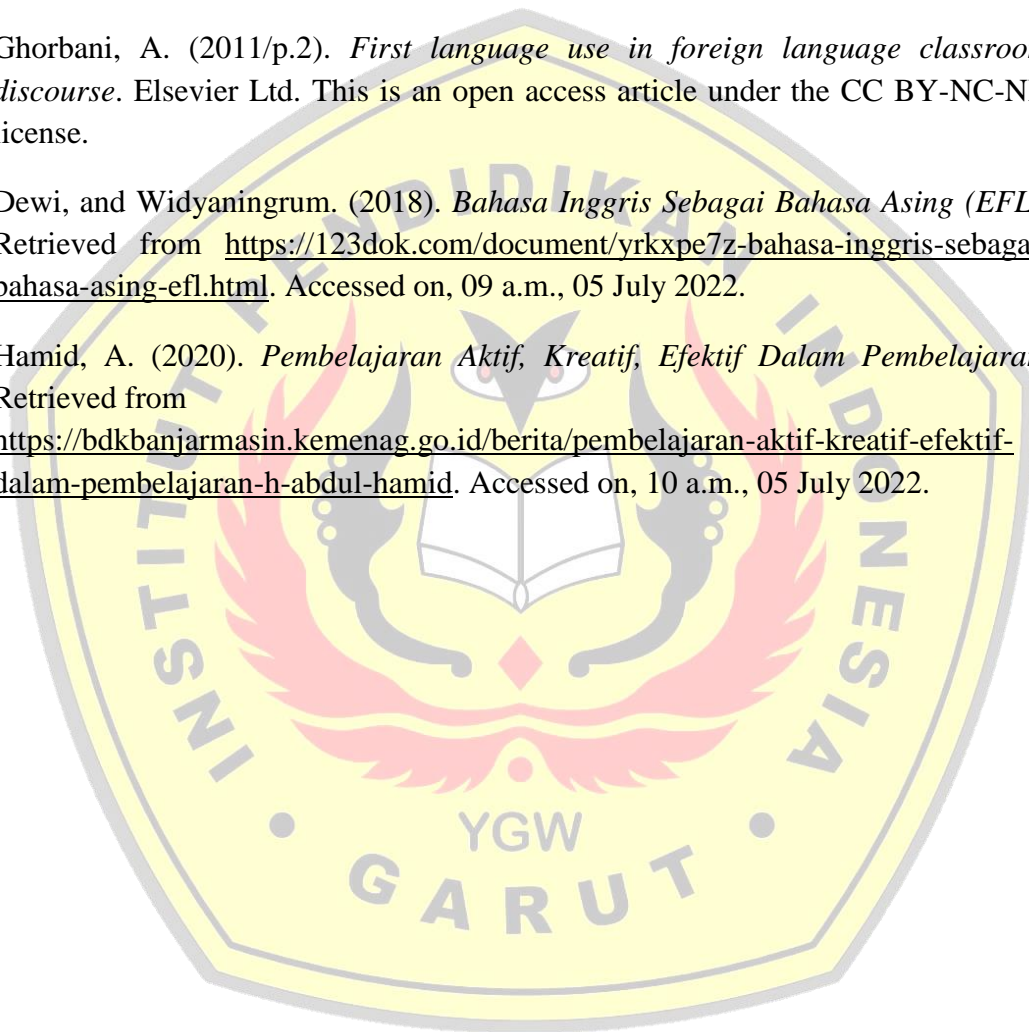 Ghorbani, A. (2011/p.2). First language use in foreign language classroo
discourse. Elsevier Ltd. This is an open access article under the CC BY-NC-N
license.
Dewi, and Widyaningrum. (2018). Bahasa Inggris Sebagai Bahasa Asing (EFL
Retrieved from https://123dok.com/document/yrkxpe7z-bahasa-inggris-sebaga
bahasa-asing-efl.html. Accessed on, 09 a.m., 05 July 2022.
Hamid, A. (2020). Pembelajaran Aktif, Kreatif, Efektif Dalam Pembelajaran
Retrieved from
https://bdkbanjarmasin.kemenag.go.id/berita/pembelajaran-aktif-kreatif-efektif-
dalam-pembelajaran-h-abdul-hamid. Accessed on, 10 a.m., 05 July 2022.
INSTITUT PENDIDIKAN INDONESIA
YGW
• GARUT •